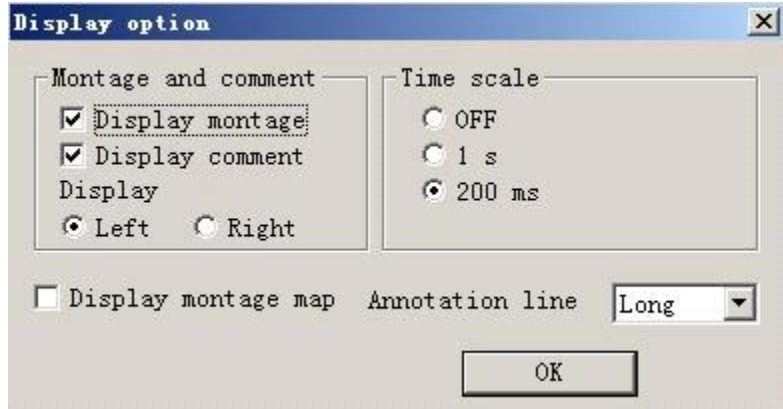 Display option
Montage and comment
Display montage
Display comment
Display
Left Right
Time scale
OFF
1 s
200 ms
Display montage map Annotation line Long
OK